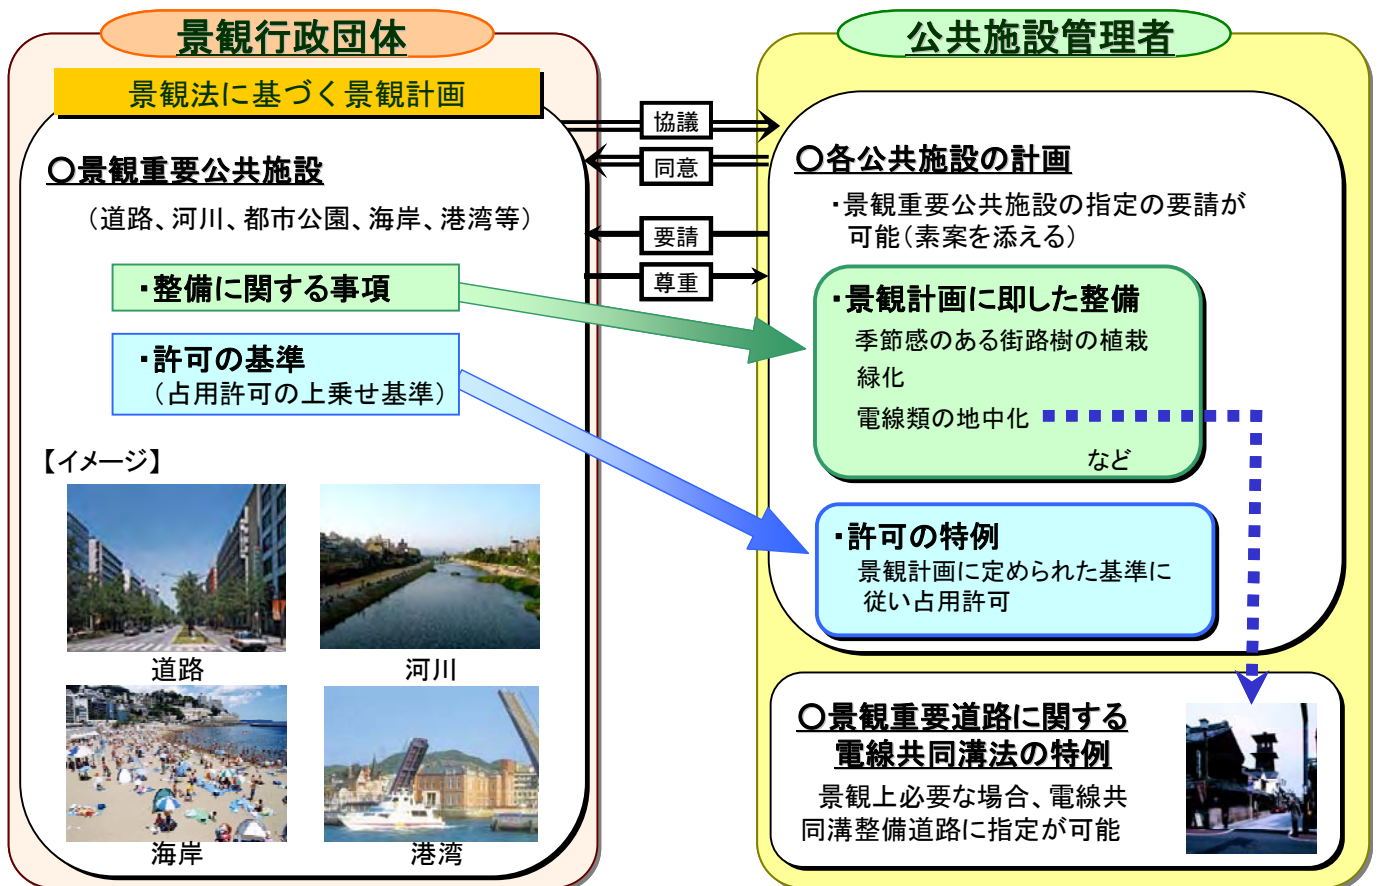 景観行政団体
景観法に基づく景観計画
〇景観重要公共施設
（道路、河川、都市公園、海岸、港湾等）
・整備に関する事項
・許可の基準
（占用許可の上乗せ基準）
【イメージ】
道路
河川
海岸
港湾
協議
同意
要請
尊重
公共施設管理者
〇各公共施設の計画
・景観重要公共施設の指定の要請が
可能（素案を添える）
・景観計画に即した整備
季節感のある街路樹の植栽
緑化
電線類の地中化
など
・許可の特例
景観計画に定められた基準に
従い占用許可
〇景観重要道路に関する
電線共同溝法の特例
景観上必要な場合、電線共
同溝整備道路に指定が可能